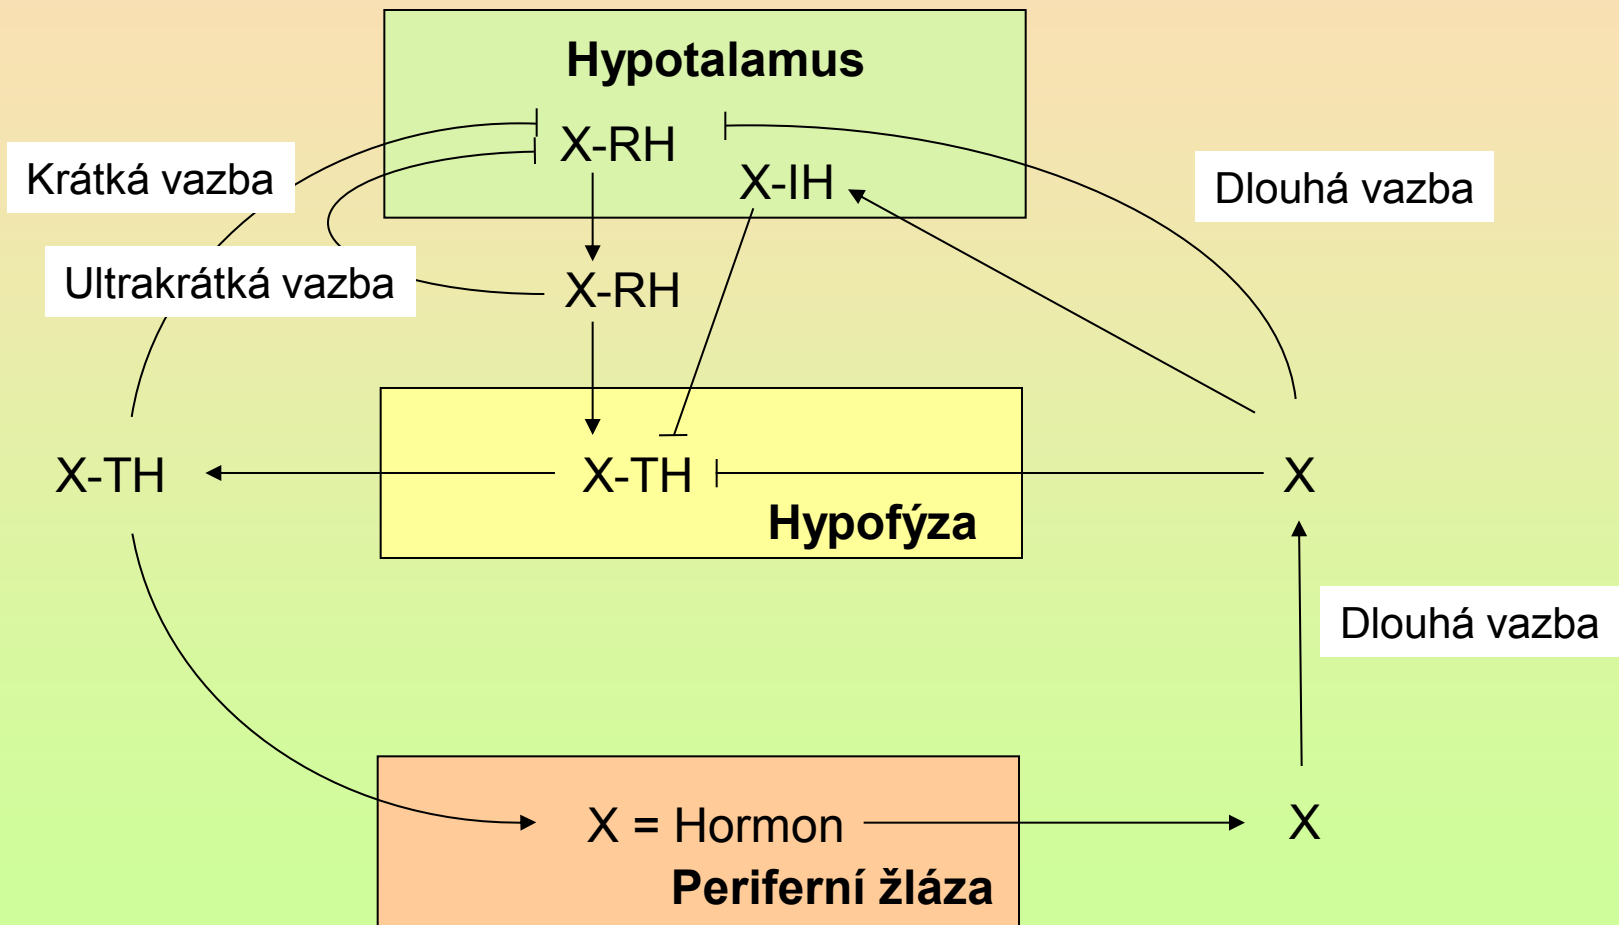 Hypotalamus
X-RH
X-IH
Krátká vazba
Dlouhá vazba
Ultrakrátká vazba
X-RH
X-TH
X-TH
X
Hypofýza
Dlouhá vazba
X = Hormon
X
Periferní žláza